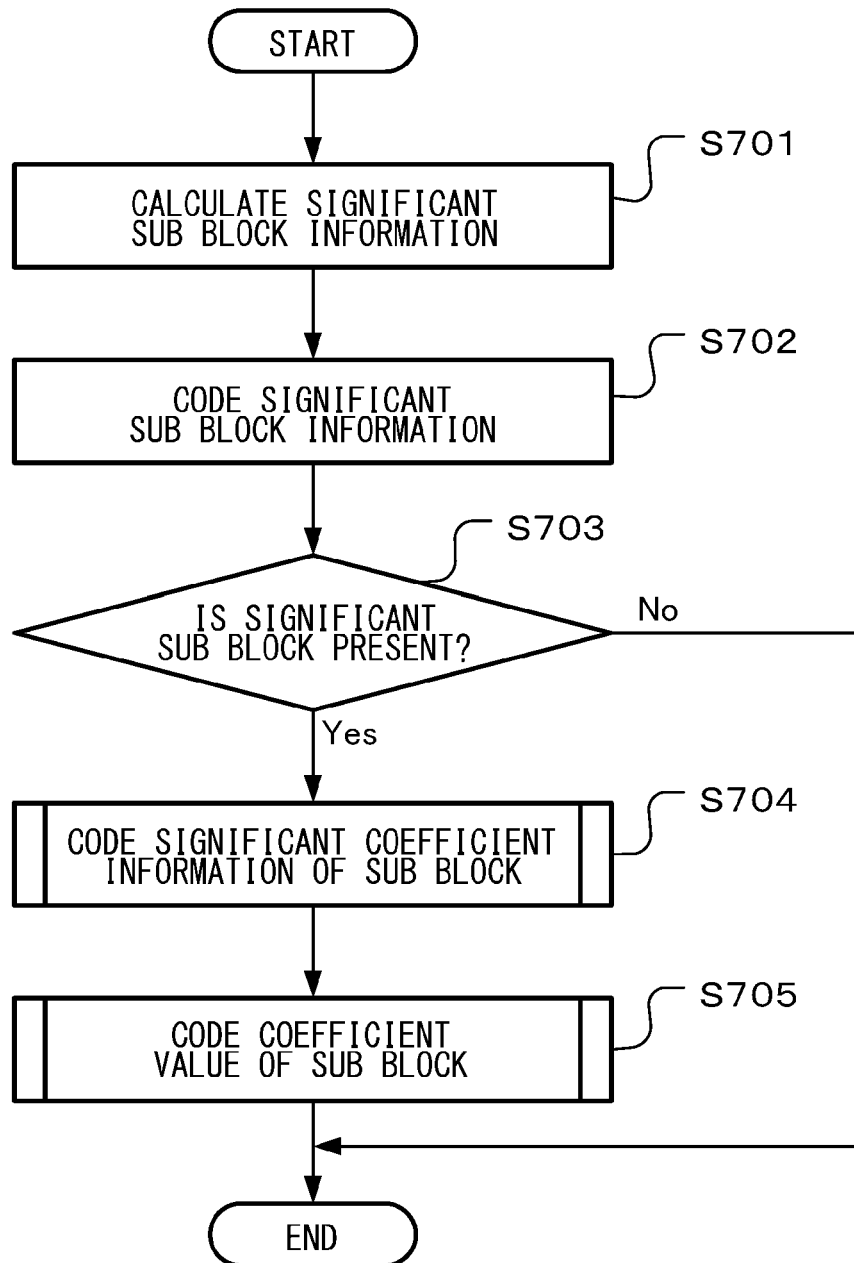 START
S701
CALCULATE SIGNIFICANT
SUB BLOCK INFORMATION
S702
CODE SIGNIFICANT
SUB BLOCK INFORMATION
S703
IS SIGNIFICANT
SUB BLOCK PRESENT?
No
Yes
S704
CODE SIGNIFICANT COEFFICIENT
INFORMATION OF SUB BLOCK
S705
CODE COEFFICIENT
VALUE OF SUB BLOCK
END